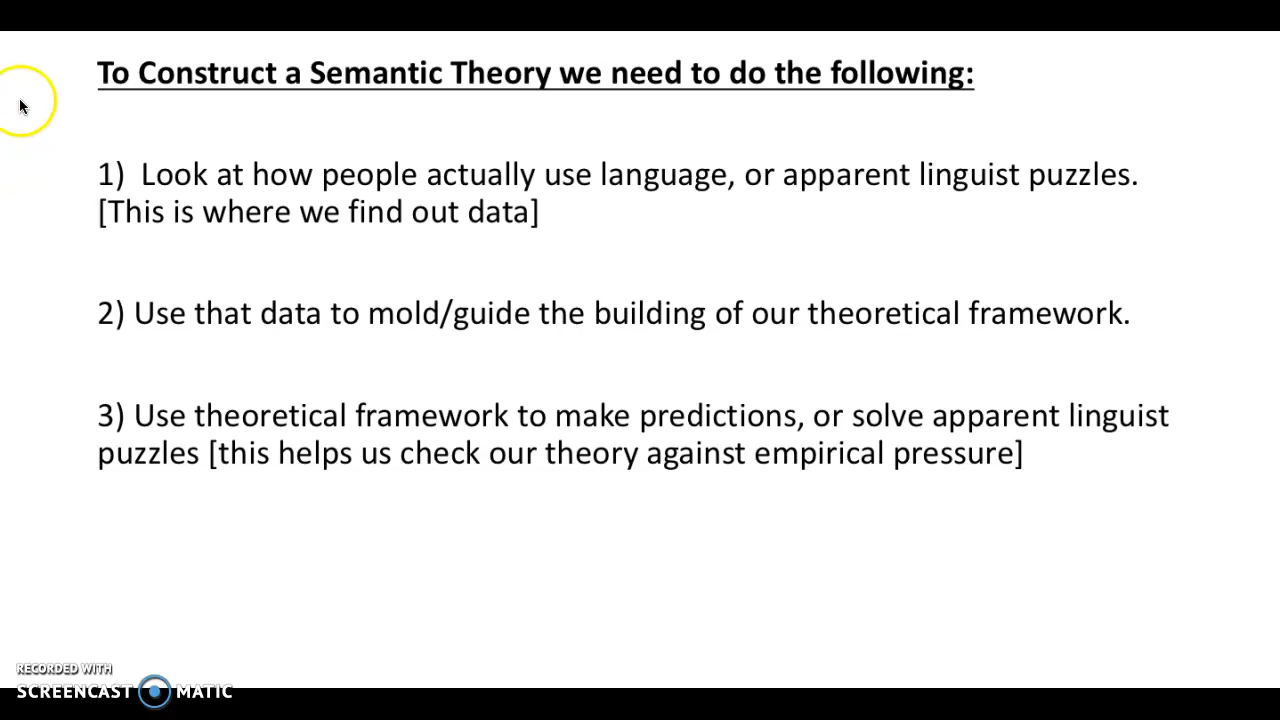 To Construct a Semantic Theory we need to do the following:
1) Look at how people actually use language, or apparent linguist puzzles.
[This is where we find out data]
2) Use that data to mold/guide the building of our theoretical framework.
3) Use theoretical framework to make predictions, or solve apparent linguist
puzzles [this helps us check our theory against empirical pressure]
RECORDED WITH
SCREENCAST MATIC